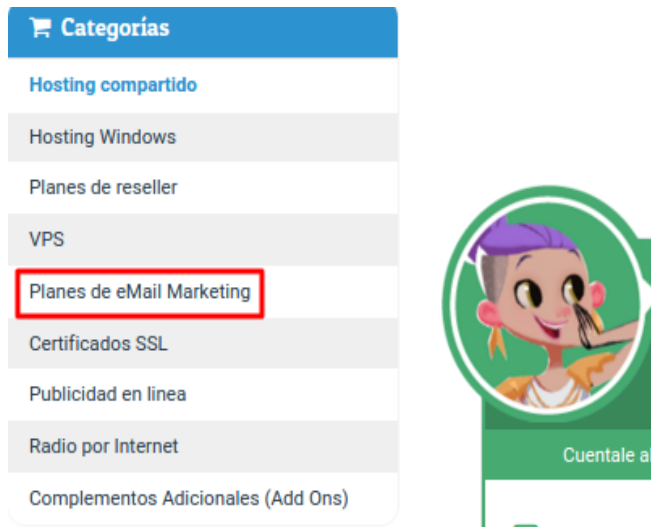 Categorías
Hosting compartido
Hosting Windows
Planes de reseller
VPS
Planes de eMail Marketing
Certificados SSL
Publicidad en linea
Radio por Internet
Complementos Adicionales (Add Ons)
Cuentale al